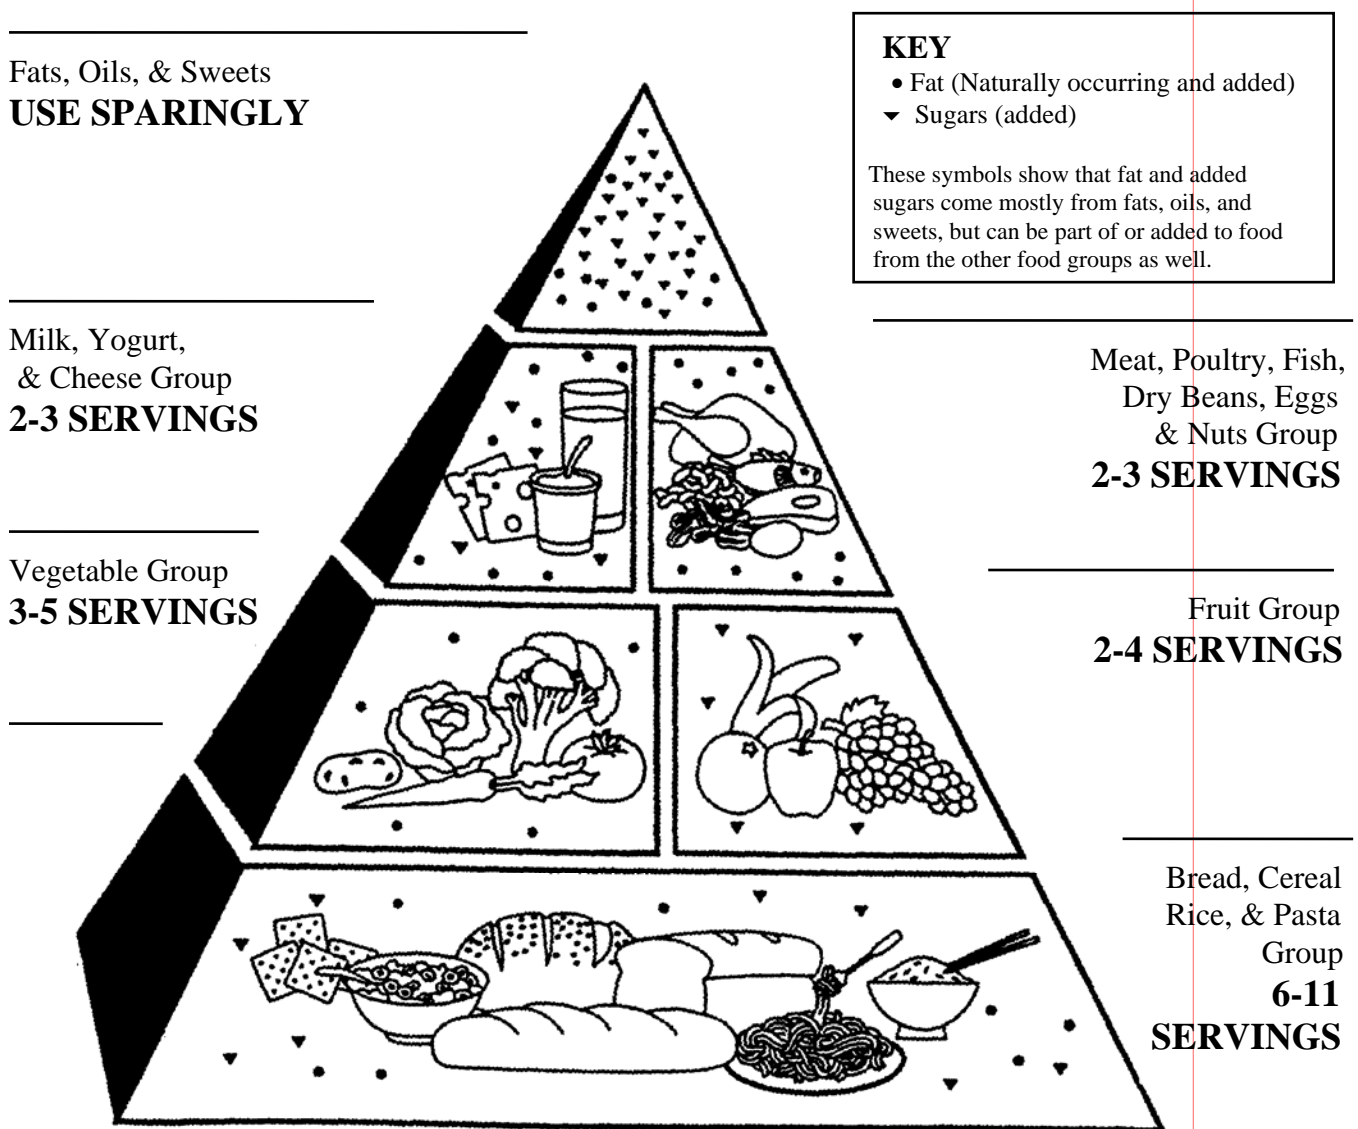 Fats, Oils, & Sweets
USE SPARINGLY
KEY
• Fat (Naturally occurring and added)
▾ Sugars (added)
These symbols show that fat and added
sugars come mostly from fats, oils, and
sweets, but can be part of or added to food
from the other food groups as well.
Milk, Yogurt,
& Cheese Group
2-3 SERVINGS
Meat, Poultry, Fish,
Dry Beans, Eggs
& Nuts Group
2-3 SERVINGS
Vegetable Group
3-5 SERVINGS
Fruit Group
2-4 SERVINGS
Bread, Cereal
Rice, & Pasta
Group
6-11
SERVINGS